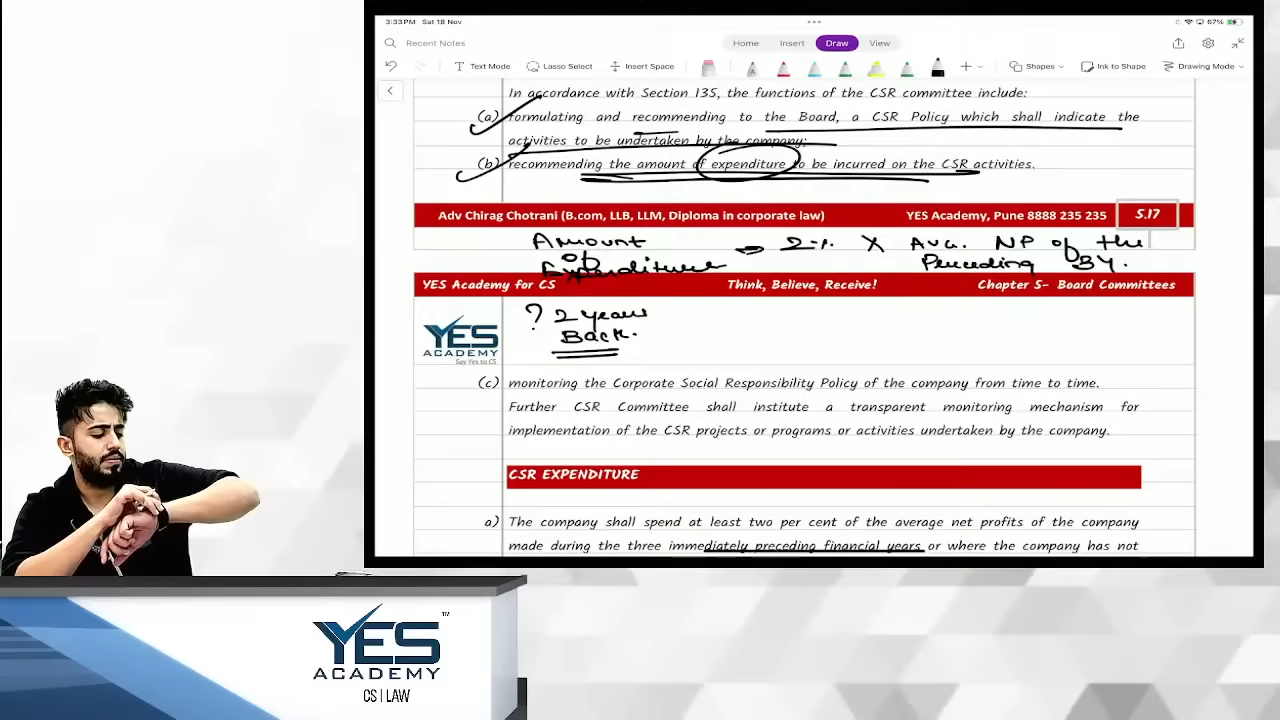 3:33PM Sat 18 Nov
67%
Recent Notes
Home Insert Draw View
Text Mode Lasso Select Insert Space
Shapes Ink to Shape Drawing Mode
In accordance with Section 135, the functions of the CSR committee include:
(a) formulating and recommending to the Board, a CSR Policy which shall indicate the
activities to be undertaken by the company;
(b) recommending the amount of expenditure to be incurred on the CSR activities.
Adv Chirag Chotrani (B.com, LLB, LLM, Diploma in corporate law) YES Academy, Pune 8888 235 235 5.17
Amount of Expenditure ⇒ 2% X Avg. NP of the Preceding 3Y.
YES Academy for CS Think, Believe, Receive! Chapter 5- Board Committees
YES
ACADEMY
Say Yes to CS
? 2 years
Back.
(c) monitoring the Corporate Social Responsibility Policy of the company from time to time.
Further CSR Committee shall institute a transparent monitoring mechanism for
implementation of the CSR projects or programs or activities undertaken by the company.
CSR EXPENDITURE
a) The company shall spend at least two per cent of the average net profits of the company
made during the three immediately preceding financial years or where the company has not
YES
TM
ACADEMY
CS | LAW